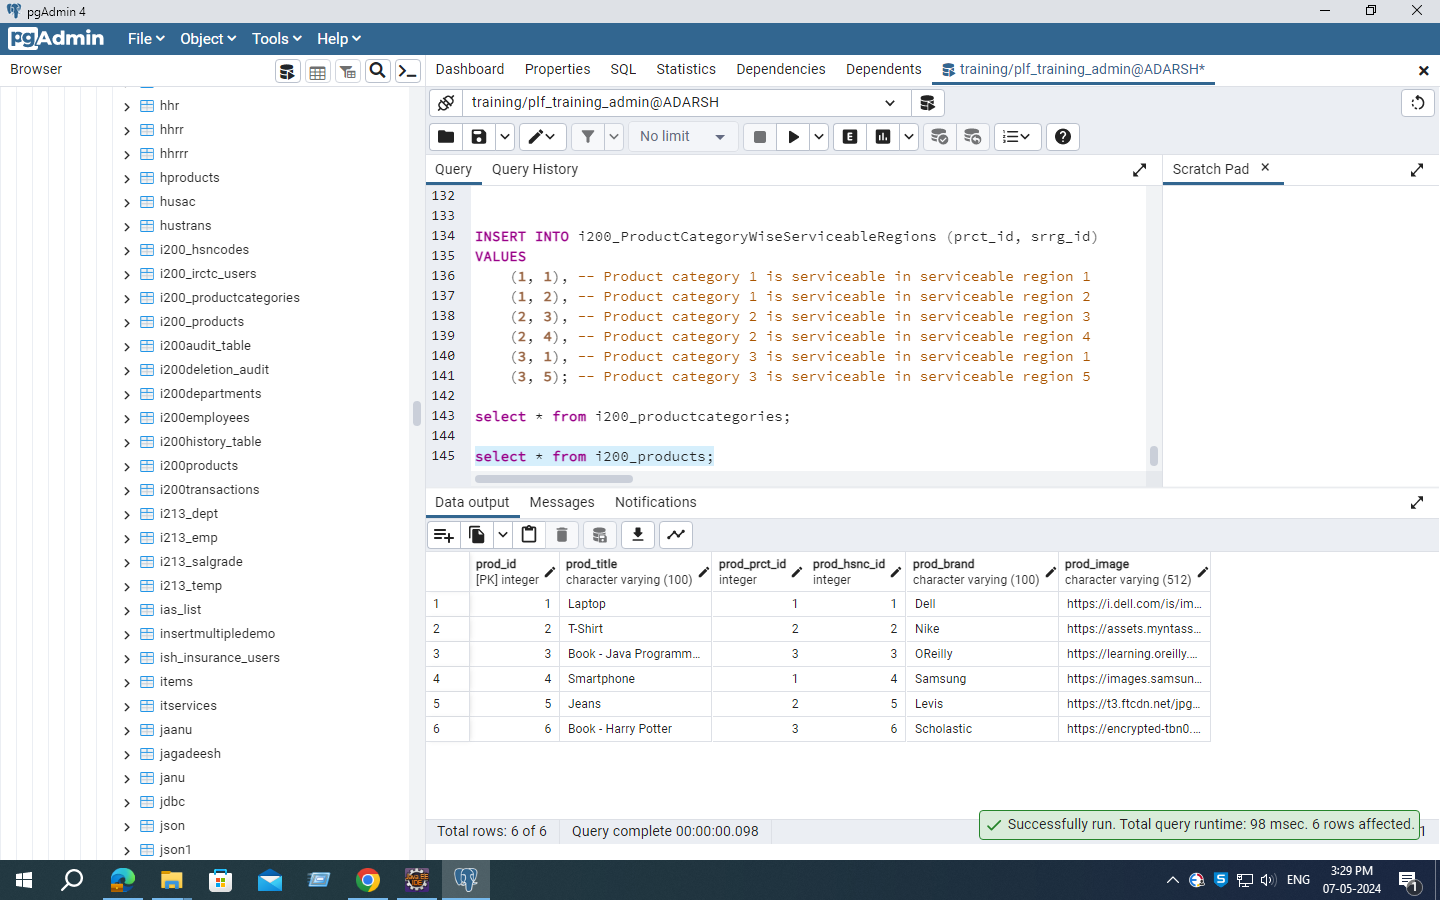 pgAdmin 4
pgAdmin File Object Tools Help
Browser
Dashboard Properties SQL Statistics Dependencies Dependents training/plf_training_admin@ADARSH*
training/plf_training_admin@ADARSH
No limit
Query Query History
Scratch Pad
hhr
hhrr
hhrrr
hproducts
husac
hustrans
i200_hsncodes
i200_irctc_users
i200_productcategories
i200_products
i200audit_table
i200deletion_audit
i200departments
i200employees
i200history_table
i200products
i200transactions
i213_dept
i213_emp
i213_salgrade
i213_temp
ias_list
insertmultipledemo
ish_insurance_users
items
itservices
jaanu
jagadeesh
janu
jdbc
json
json1
132
133
134 INSERT INTO i200_ProductCategoryWiseServiceableRegions (prct_id, srrg_id)
135 VALUES
136 (1, 1), -- Product category 1 is serviceable in serviceable region 1
137 (1, 2), -- Product category 1 is serviceable in serviceable region 2
138 (2, 3), -- Product category 2 is serviceable in serviceable region 3
139 (2, 4), -- Product category 2 is serviceable in serviceable region 4
140 (3, 1), -- Product category 3 is serviceable in serviceable region 1
141 (3, 5); -- Product category 3 is serviceable in serviceable region 5
142
143 select * from i200_productcategories;
144
145 select * from i200_products;
Data output Messages Notifications
prod_id prod_title prod_prct_id prod_hsnc_id prod_brand prod_image
[PK] integer character varying (100) integer integer character varying (100) character varying (512)
1 1 Laptop 1 1 Dell https://i.dell.com/is/im...
2 2 T-Shirt 2 2 Nike https://assets.myntass...
3 3 Book - Java Programm... 3 3 OReilly https://learning.oreilly....
4 4 Smartphone 1 4 Samsung https://images.samsun...
5 5 Jeans 2 5 Levis https://t3.ftcdn.net/jpg...
6 6 Book - Harry Potter 3 6 Scholastic https://encrypted-tbn0....
Total rows: 6 of 6 Query complete 00:00:00.098
Successfully run. Total query runtime: 98 msec. 6 rows affected.
1
ENG
3:29 PM
07-05-2024
1